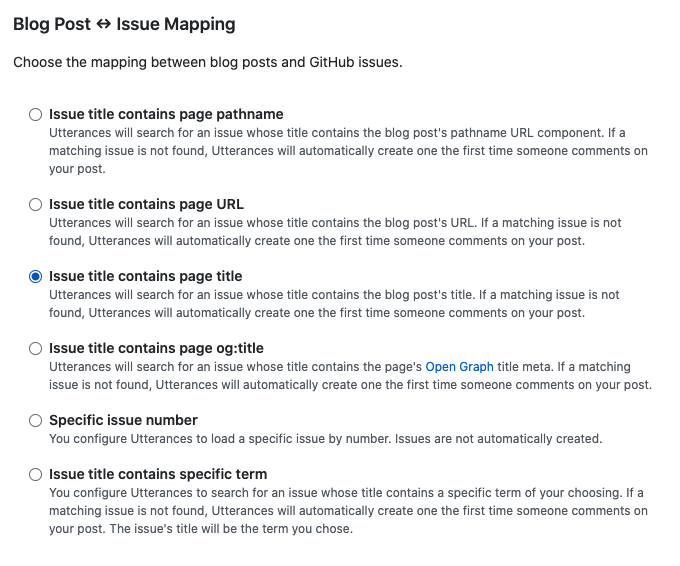 Blog Post ↔ Issue Mapping
Choose the mapping between blog posts and GitHub issues.
Issue title contains page pathname
Utterances will search for an issue whose title contains the blog post's pathname URL component. If a
matching issue is not found, Utterances will automatically create one the first time someone comments on
your post.
Issue title contains page URL
Utterances will search for an issue whose title contains the blog post's URL. If a matching issue is not
found, Utterances will automatically create one the first time someone comments on your post.
Issue title contains page title
Utterances will search for an issue whose title contains the blog post's title. If a matching issue is not
found, Utterances will automatically create one the first time someone comments on your post.
Issue title contains page og:title
Utterances will search for an issue whose title contains the page's Open Graph title meta. If a matching
issue is not found, Utterances will automatically create one the first time someone comments on your post.
Specific issue number
You configure Utterances to load a specific issue by number. Issues are not automatically created.
Issue title contains specific term
You configure Utterances to search for an issue whose title contains a specific term of your choosing. If a
matching issue is not found, Utterances will automatically create one the first time someone comments on
your post. The issue's title will be the term you chose.